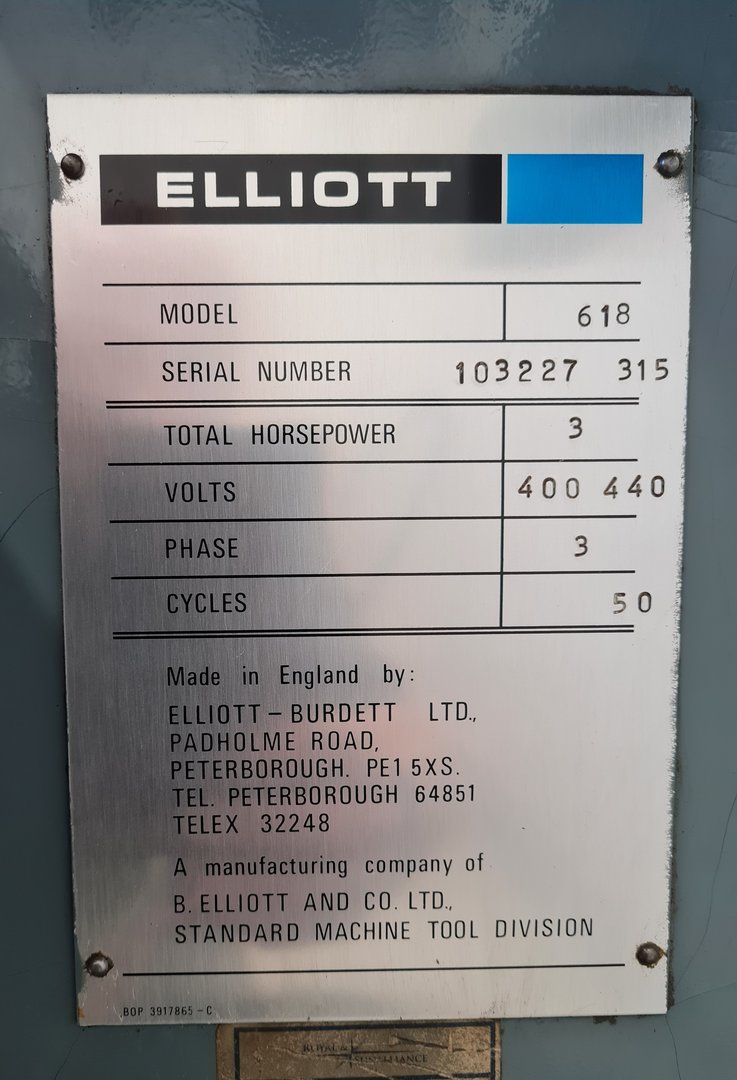 ELLIOTT
MODEL 618
SERIAL NUMBER 103227 315
TOTAL HORSEPOWER 3
VOLTS 400 440
PHASE 3
CYCLES 50
Made in England by:
ELLIOTT – BURDETT LTD.,
PADHOLME ROAD,
PETERBOROUGH. PE1 5XS.
TEL. PETERBOROUGH 64851
TELEX 32248
A manufacturing company of
B. ELLIOTT AND CO. LTD.,
STANDARD MACHINE TOOL DIVISION
BOP 3917865 – C
ROYAL &
SUNALLIANCE